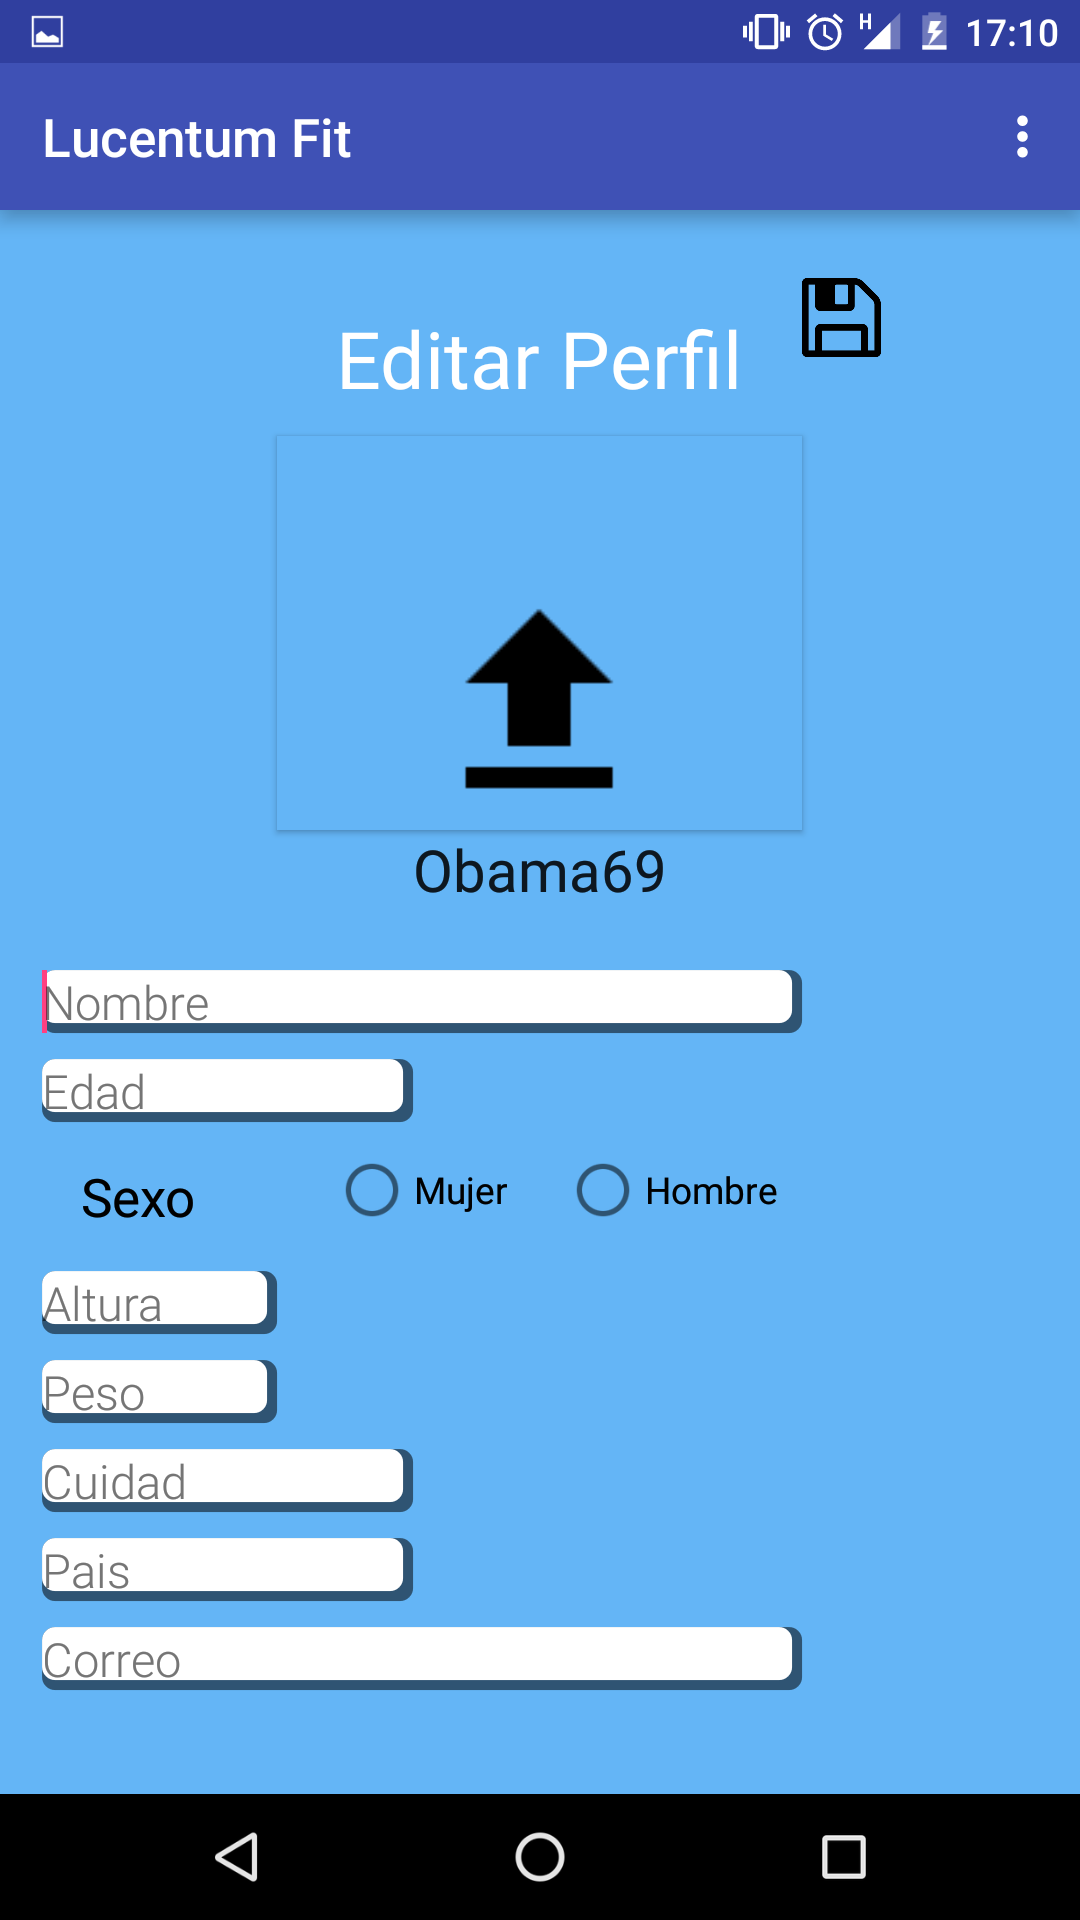 H 17:10
Lucentum Fit
Editar Perfil
Obama69
Nombre
Edad
Sexo Mujer Hombre
Altura
Peso
Cuidad
Pais
Correo